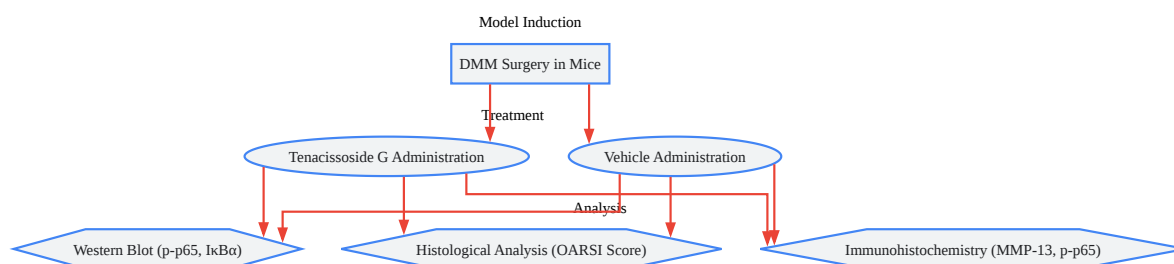 Model Induction
DMM Surgery in Mice
Treatment
Tenacissoside G Administration
Vehicle Administration
Analysis
Western Blot (p-p65, IκBα)
Histological Analysis (OARSI Score)
Immunohistochemistry (MMP-13, p-p65)